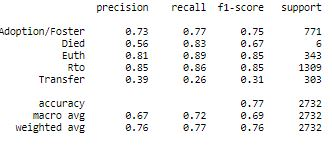 precision recall f1-score support
Adoption/Foster 0.73 0.77 0.75 771
Died 0.56 0.83 0.67 6
Euth 0.81 0.89 0.85 343
Rto 0.85 0.86 0.85 1309
Transfer 0.39 0.26 0.31 303
accuracy 0.77 2732
macro avg 0.67 0.72 0.69 2732
weighted avg 0.76 0.77 0.76 2732